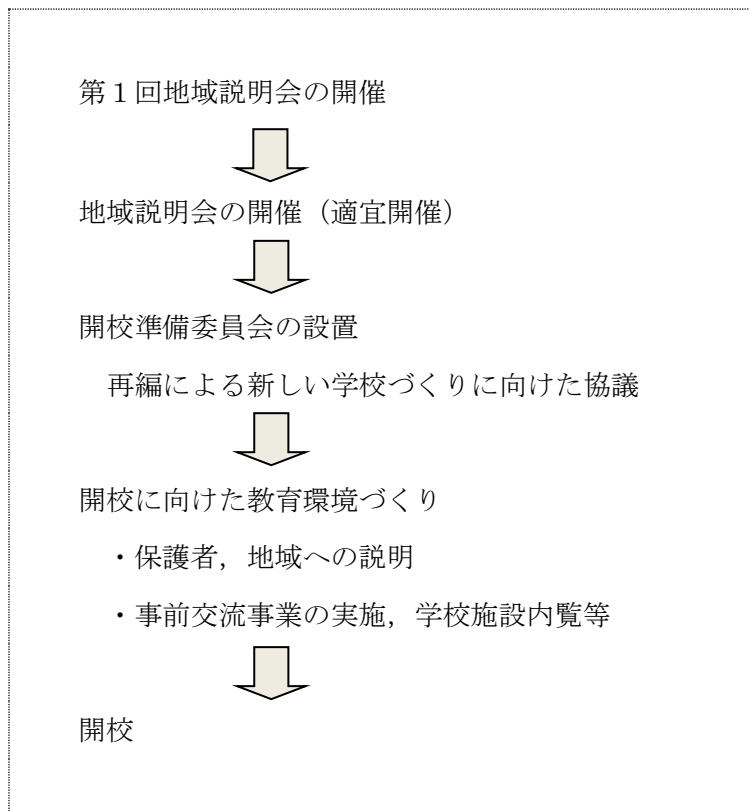 第１回地域説明会の開催
地域説明会の開催（適宜開催）
開校準備委員会の設置
再編による新しい学校づくりに向けた協議
開校に向けた教育環境づくり
・保護者，地域への説明
・事前交流事業の実施，学校施設内覧等
開校